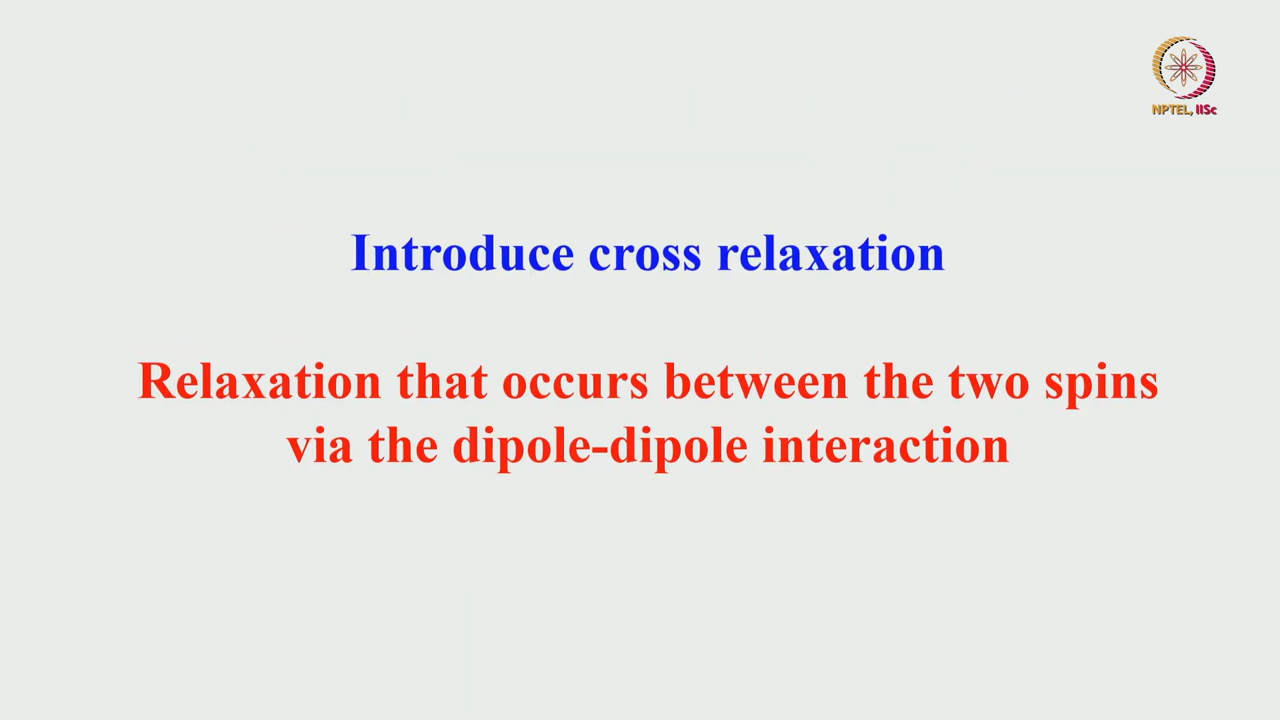 NPTEL, IISc
Introduce cross relaxation
Relaxation that occurs between the two spins
via the dipole-dipole interaction